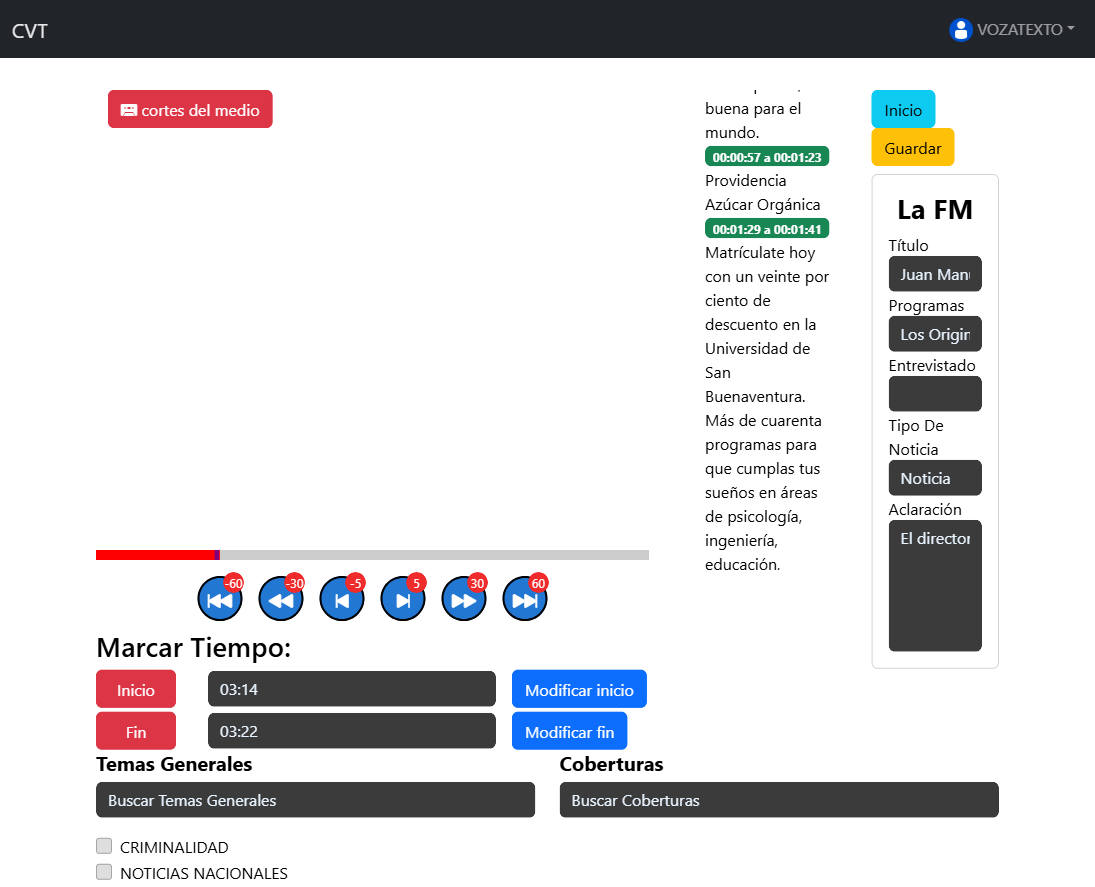 CVT
VOZATEXTO
cortes del medio
buena para el
mundo.
00:00:57 a 00:01:23
Providencia
Azúcar Orgánica
00:01:29 a 00:01:41
Matrículate hoy
con un veinte por
ciento de
descuento en la
Universidad de
San
Buenaventura.
Más de cuarenta
programas para
que cumplas tus
sueños en áreas
de psicología,
ingeniería,
educación.
Inicio
Guardar
La FM
Título
Juan Man
Programas
Los Origin
Entrevistado
Tipo De
Noticia
Noticia
Aclaración
El director
-60
-30
-5
5
30
60
Marcar Tiempo:
Inicio
03:14
Modificar inicio
Fin
03:22
Modificar fin
Temas Generales
Buscar Temas Generales
Coberturas
Buscar Coberturas
CRIMINALIDAD
NOTICIAS NACIONALES